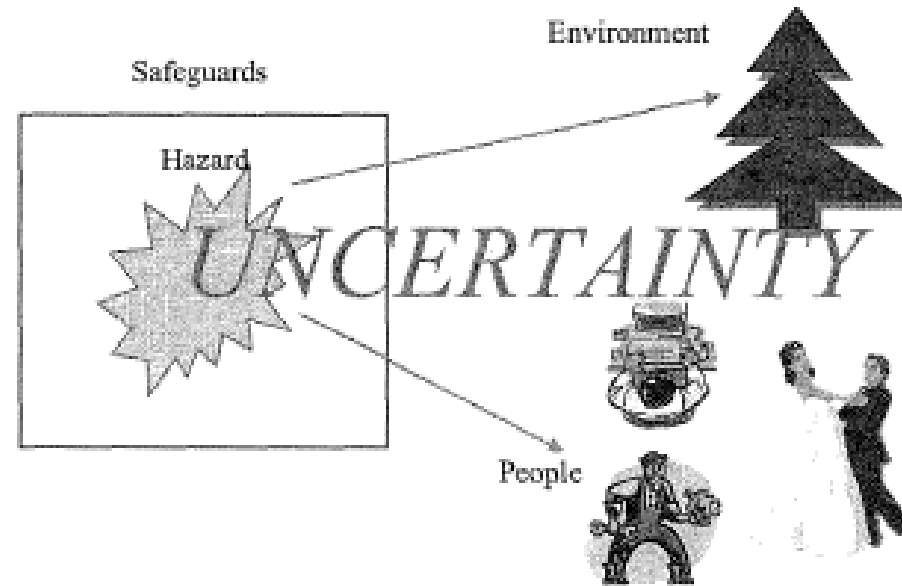 Environment
Safeguards
Hazard
UNCERTAINTY
People